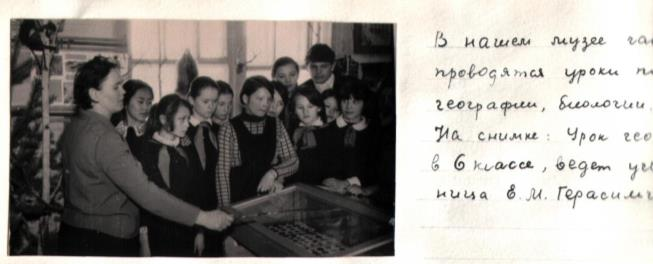 В нашем музее
проводятся уроки
географии, биологии.
На снимке: Урок
в 6 классе, ведет
ница Е.М.